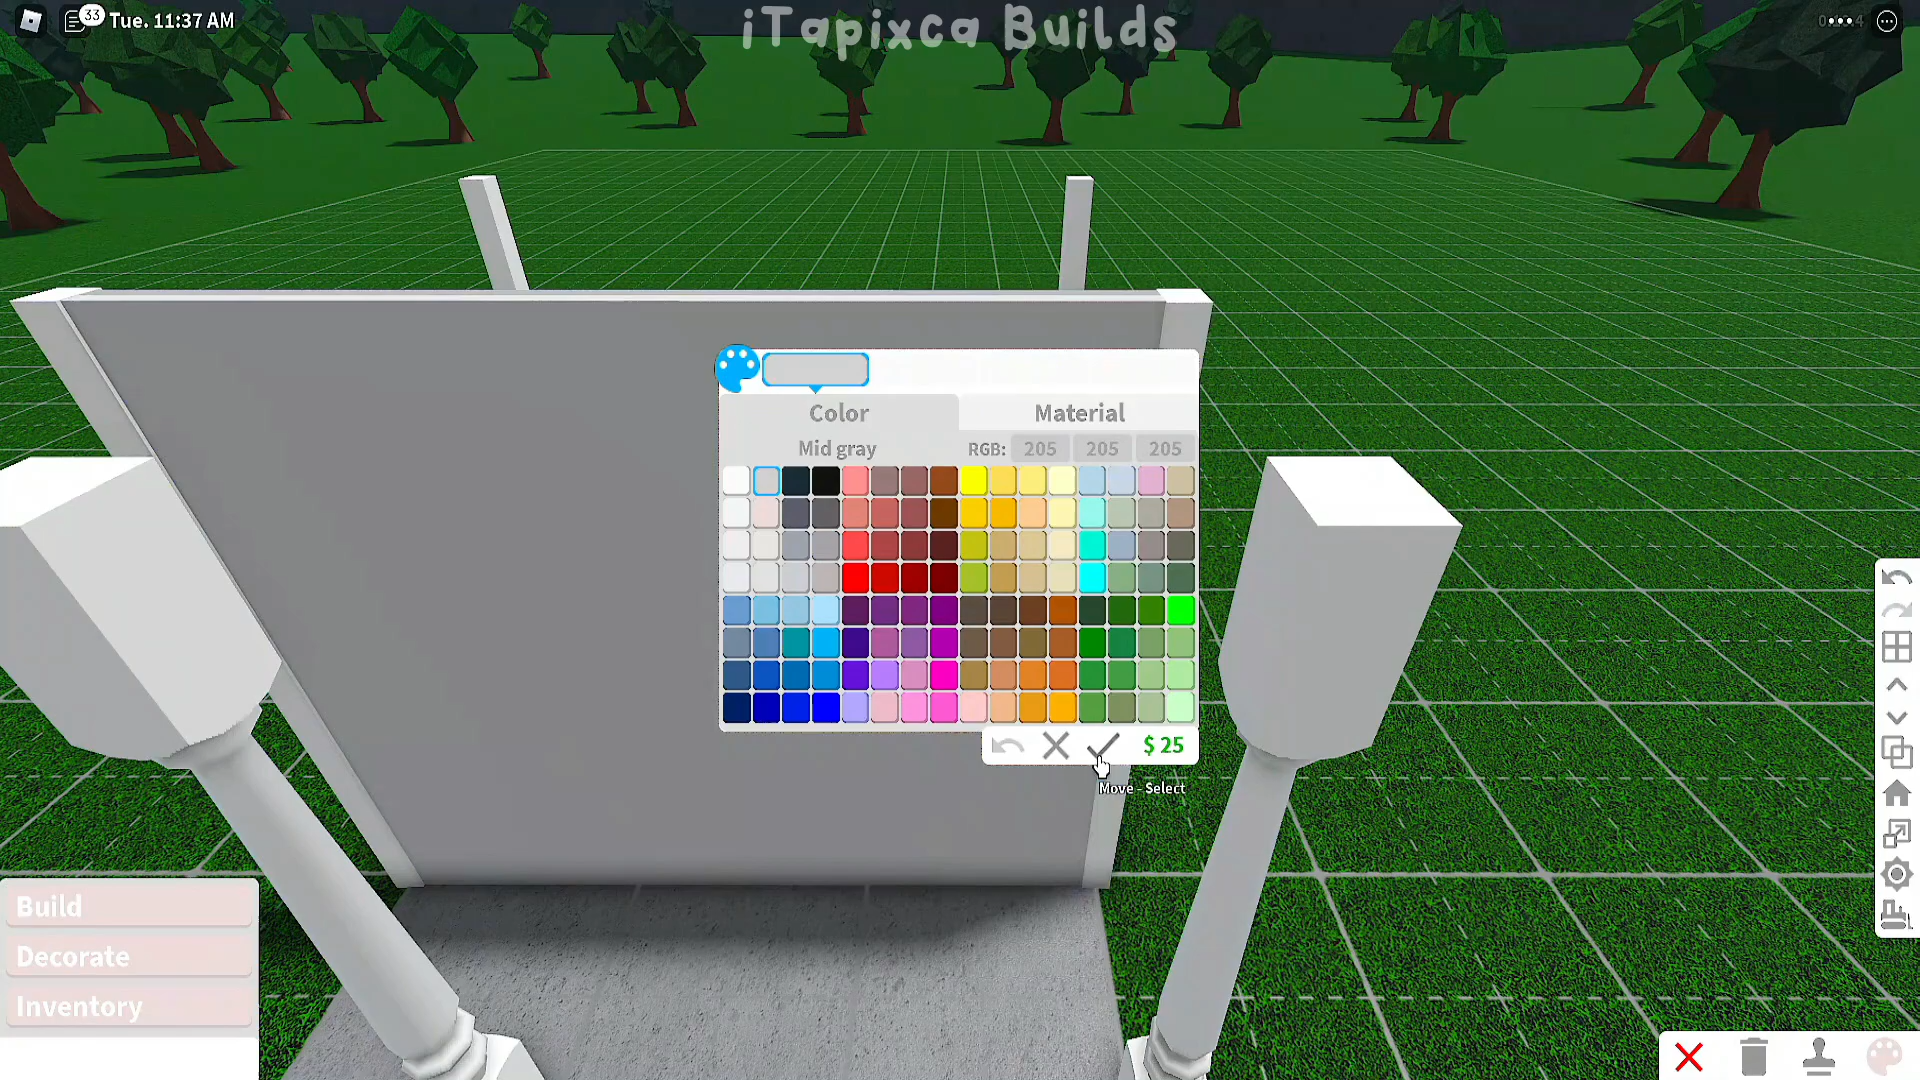 33
Tue. 11:37 AM
iTapixca Builds
Color
Material
Mid gray
RGB: 205 205 205
$ 25
Move - Select
Build
Decorate
Inventory